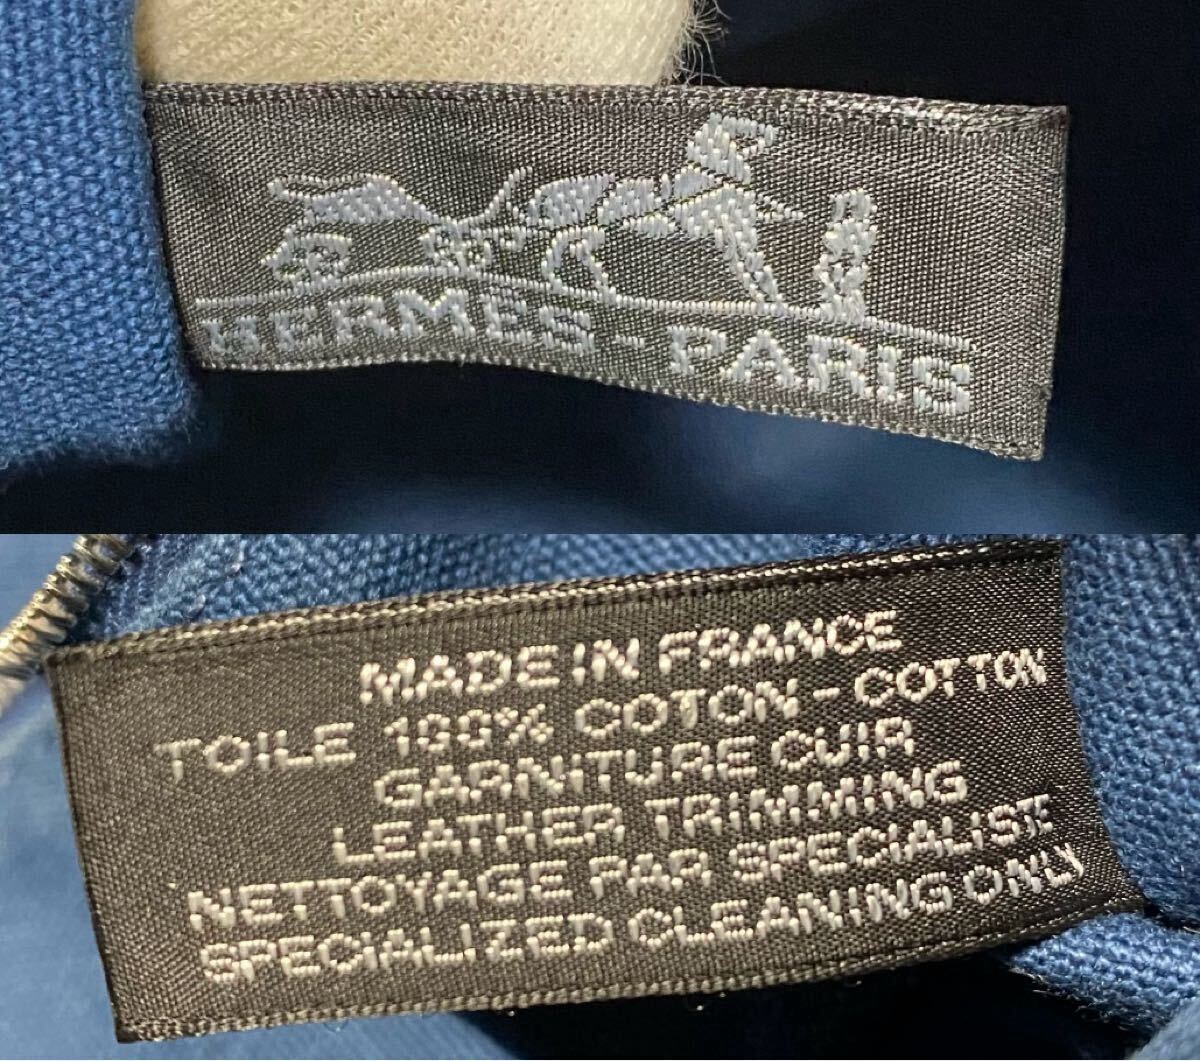 HERMES-PARIS
MADE IN FRANCE
TOILE 100% COTON - COTTON
GARNITURE CUIR
LEATHER TRIMMING
NETTOYAGE PAR SPECIALISTE
SPECIALIZED CLEANING ONLY